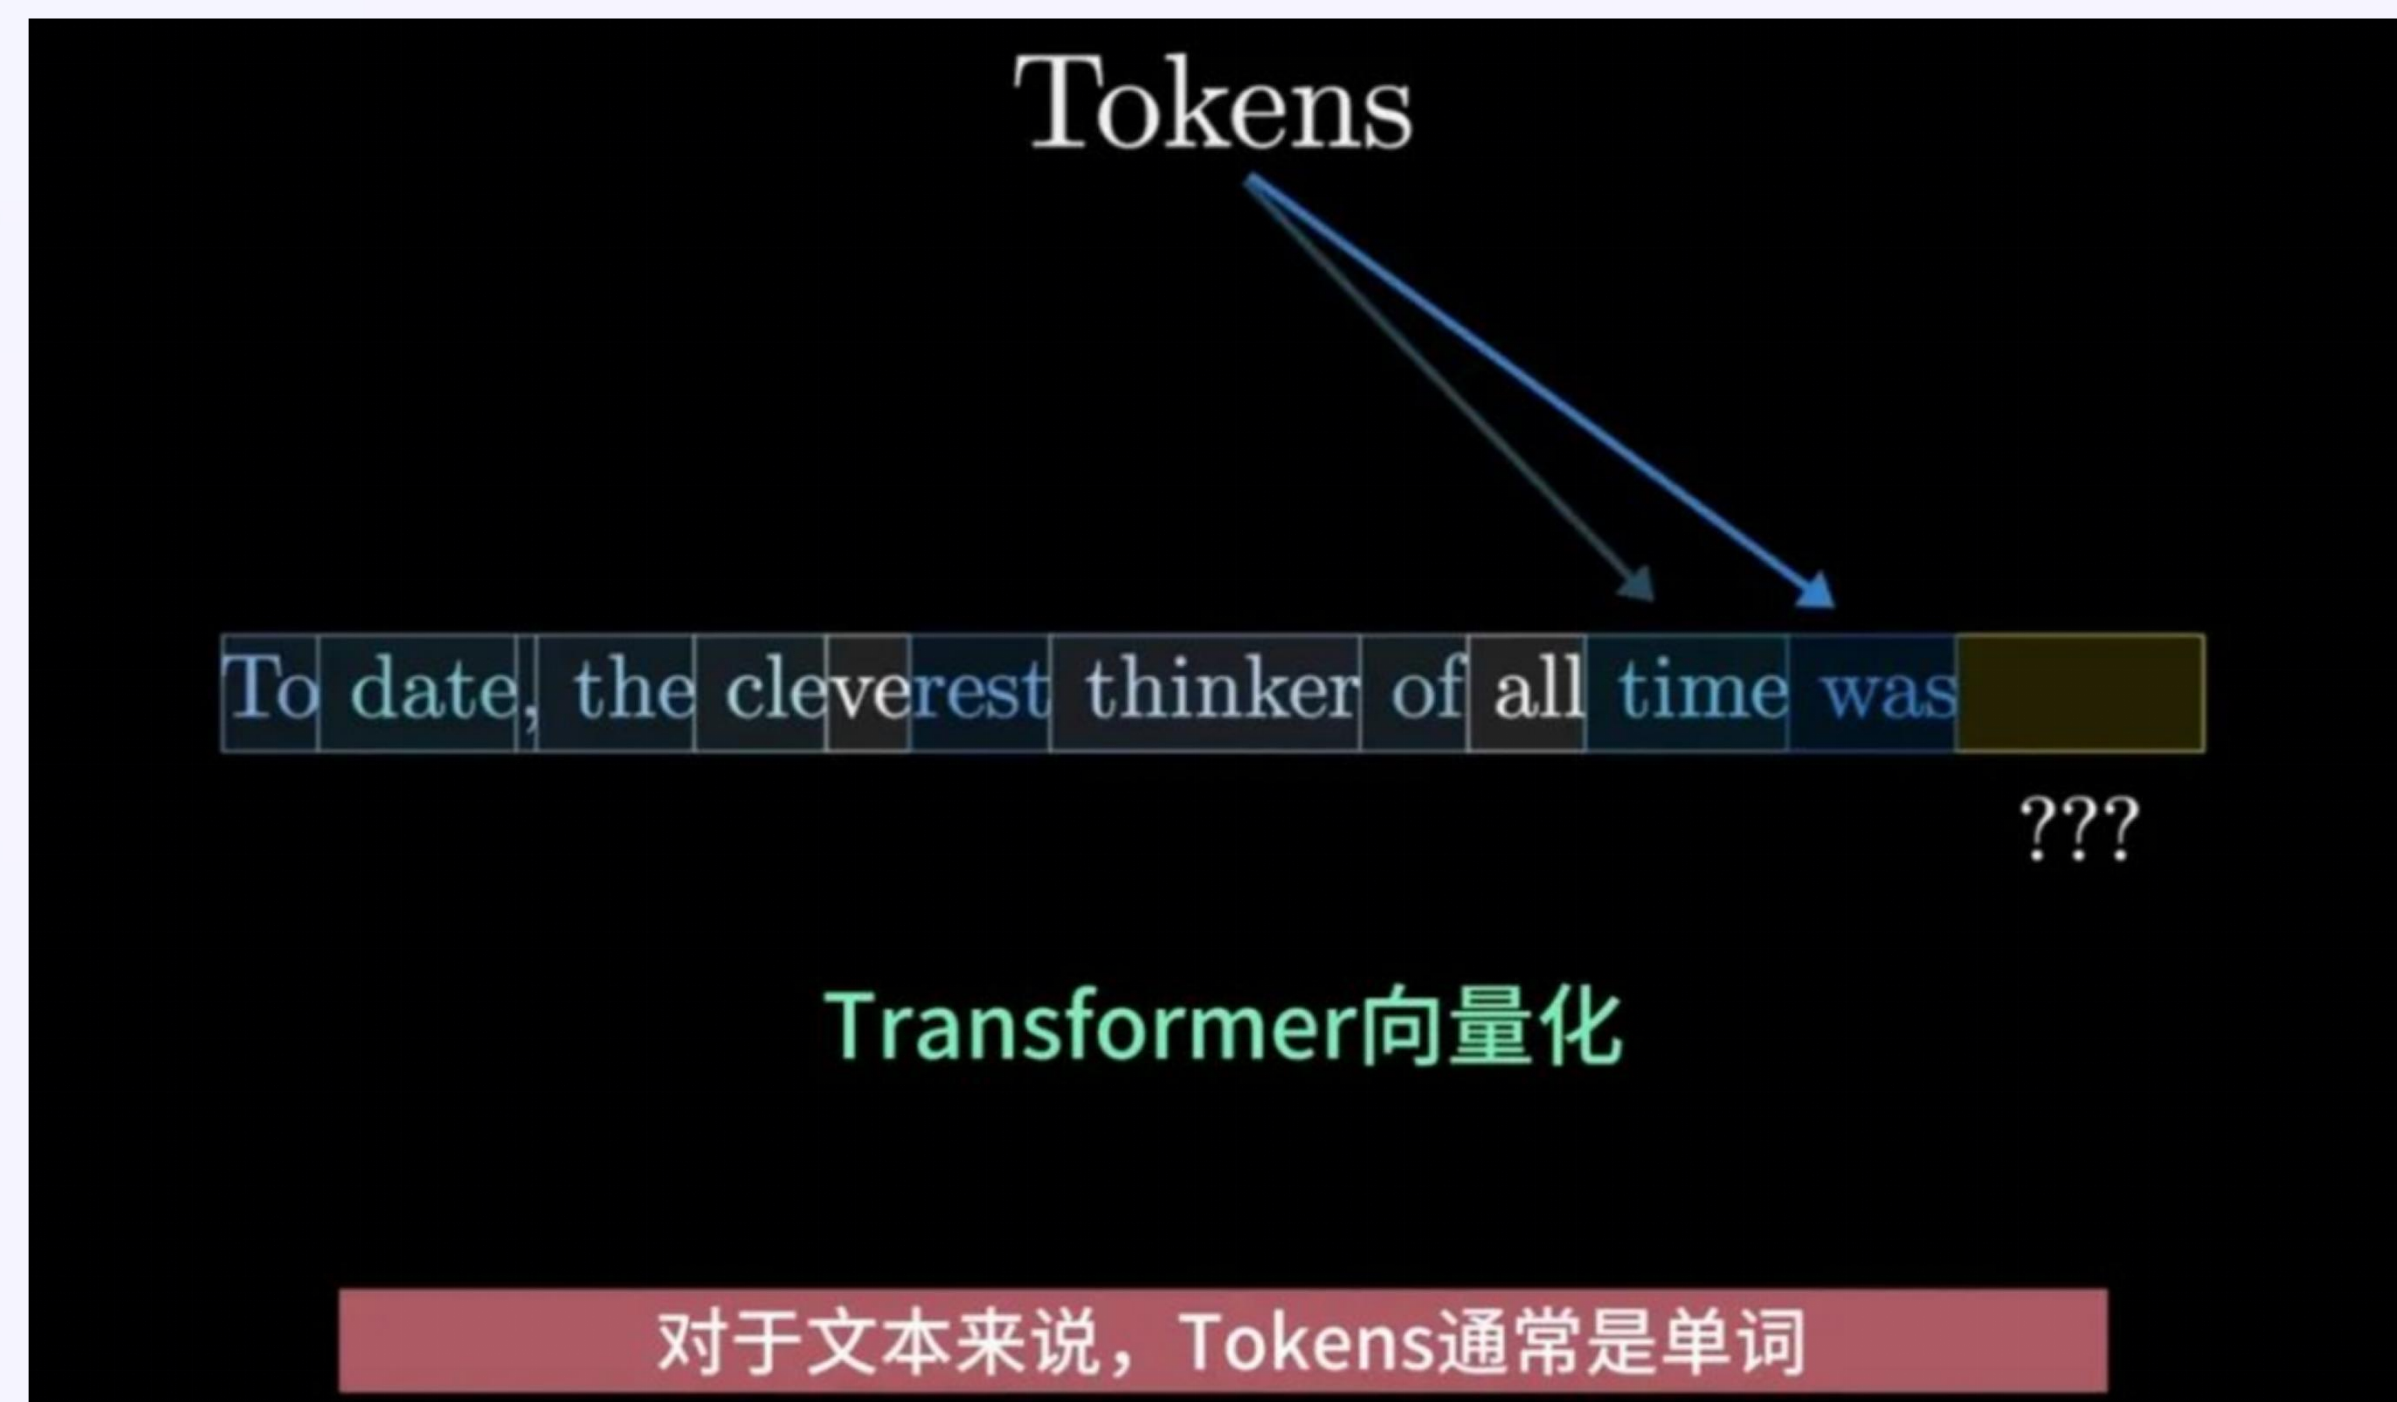 Tokens
To date, the cleverest thinker of all time was
???
Transformer向量化
对于文本来说，Tokens通常是单词